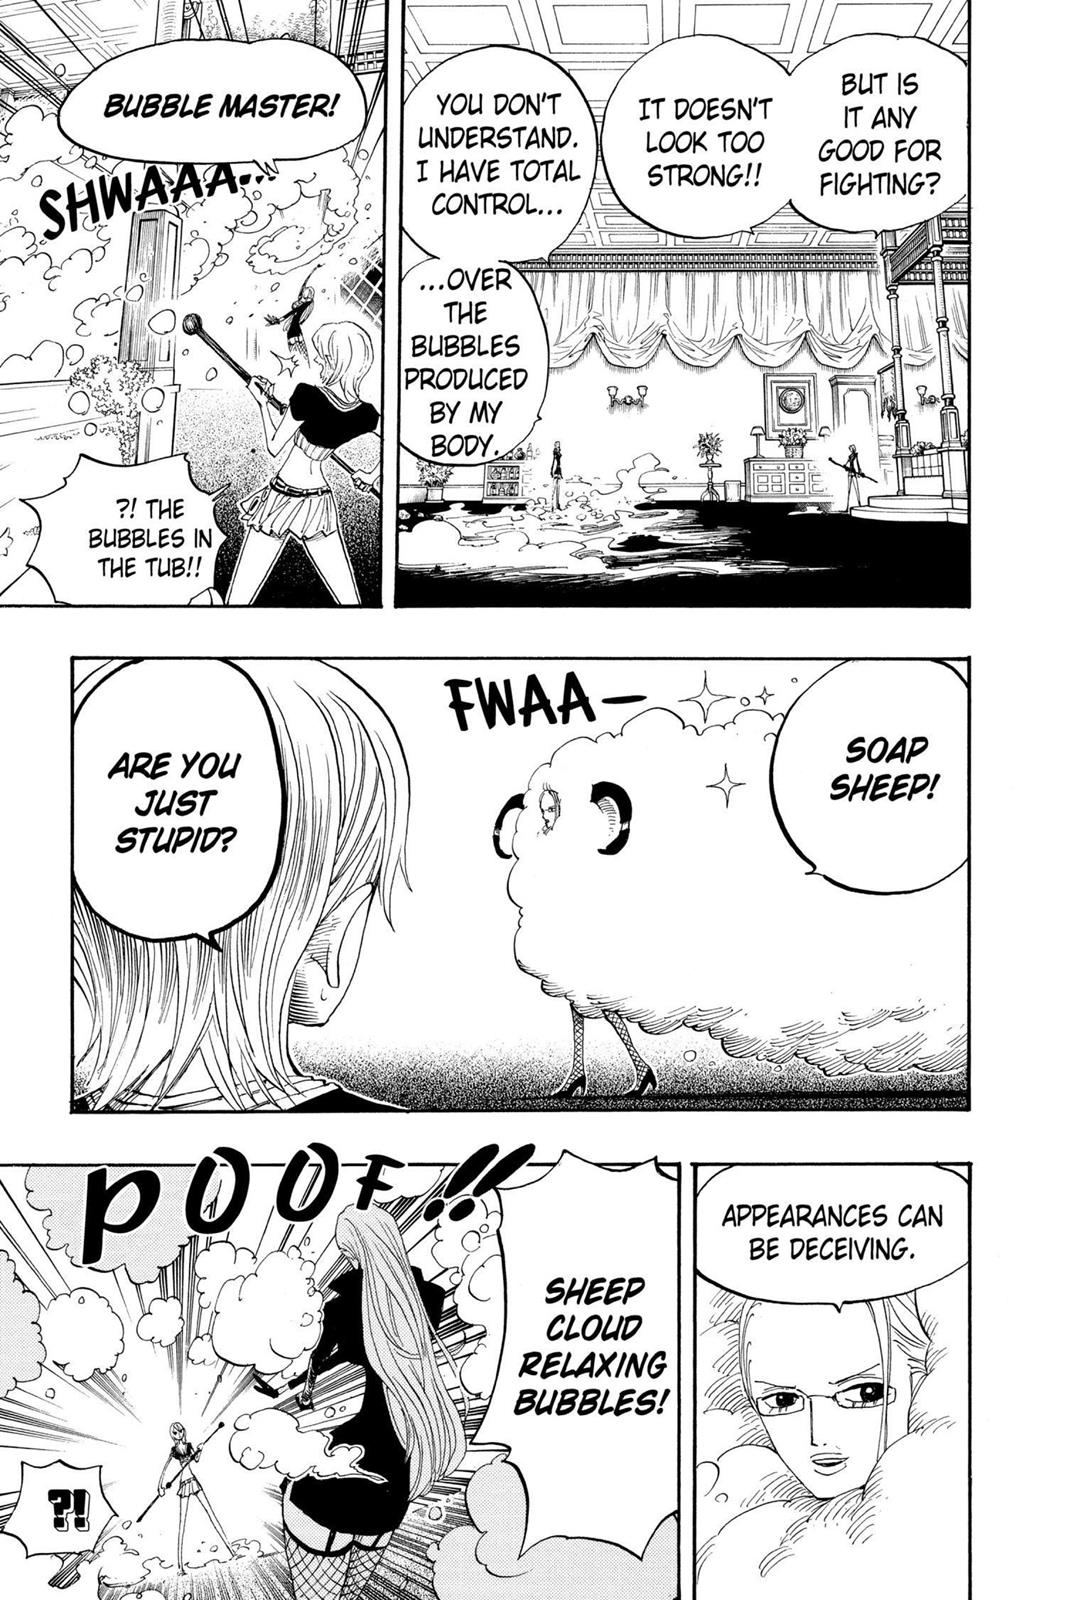 BUT IS
IT ANY
GOOD FOR
FIGHTING?
IT DOESN'T
LOOK TOO
STRONG!!
YOU DON'T
UNDERSTAND.
I HAVE TOTAL
CONTROL...
...OVER
THE
BUBBLES
PRODUCED
BY MY
BODY.
BUBBLE MASTER!
SHWAAA...
?! THE
BUBBLES IN
THE TUB!!
SOAP
SHEEP!
FWAA—
ARE YOU
JUST
STUPID?
APPEARANCES CAN
BE DECEIVING.
SHEEP
CLOUD
RELAXING
BUBBLES!
POOF!!
?!